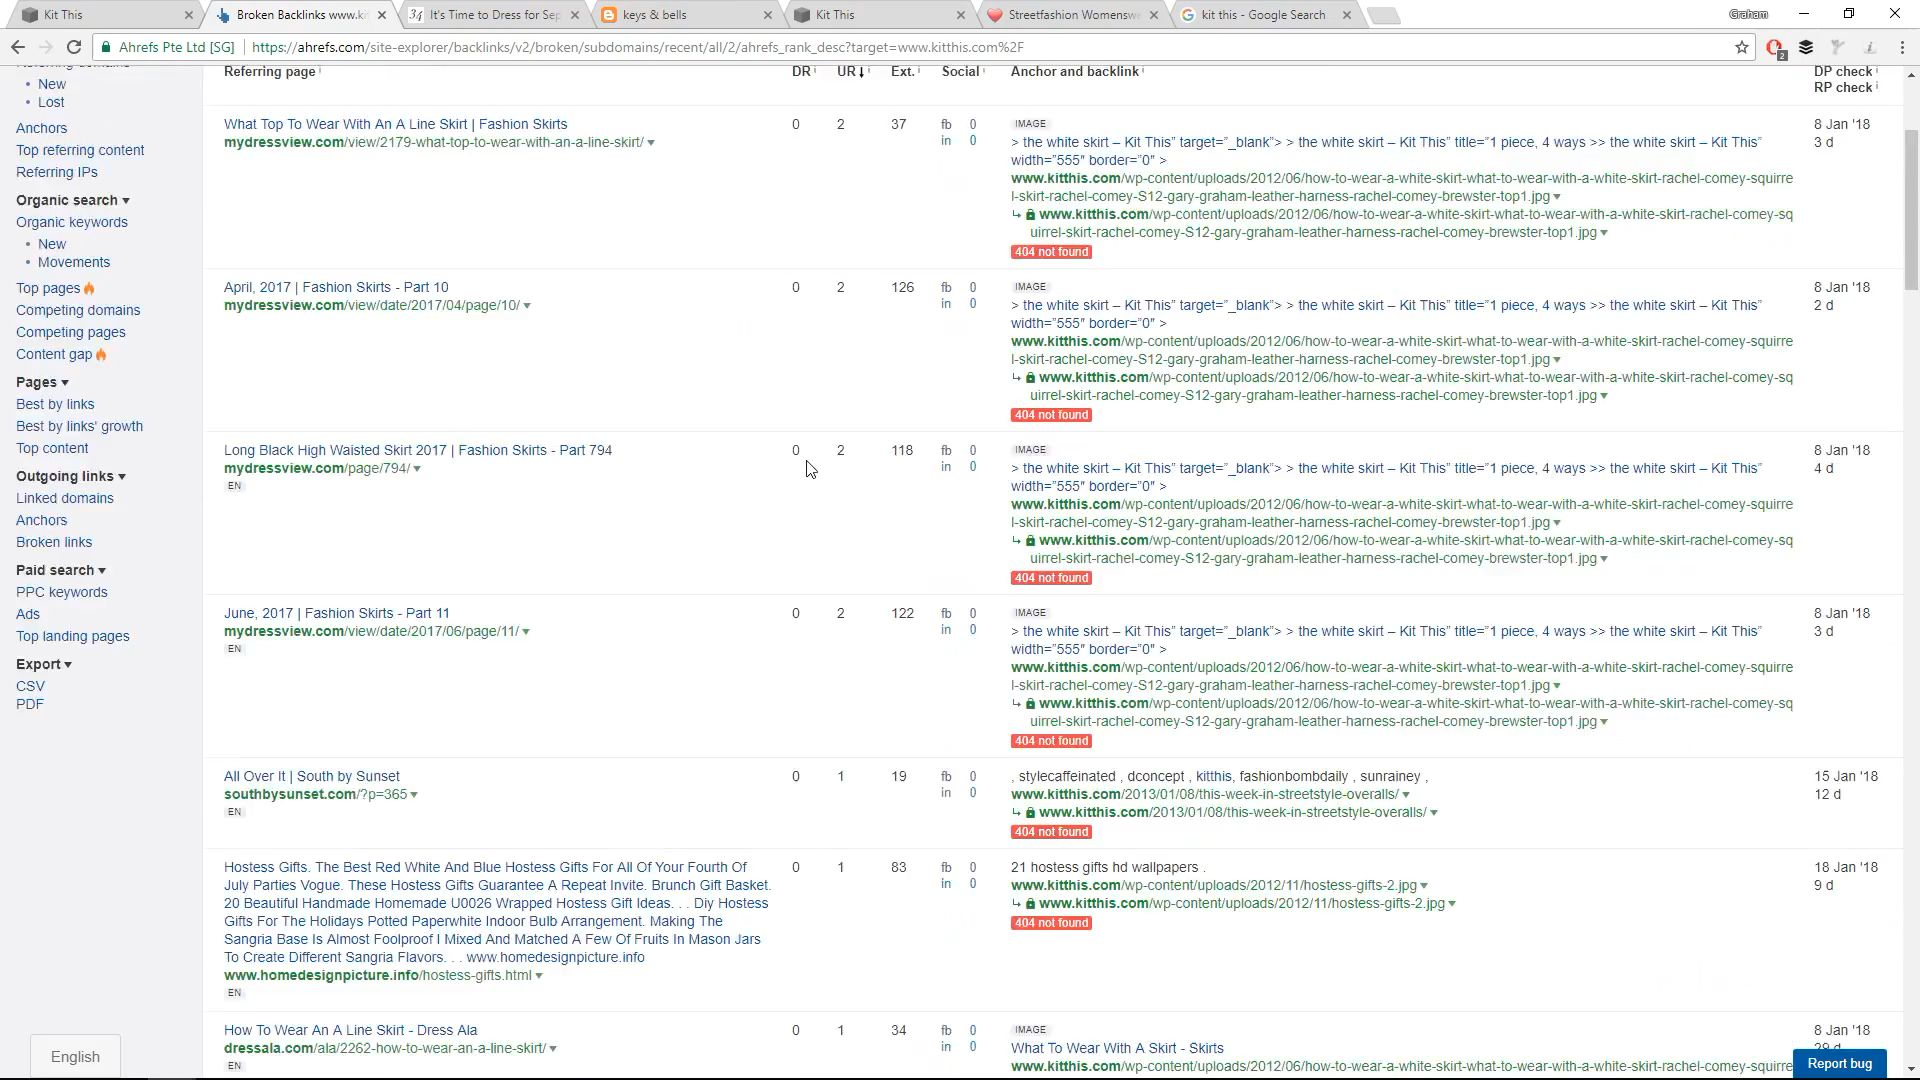 Kit This
Broken Backlinks www.ki
It's Time to Dress for Sep
keys & bells
Kit This
Streetfashion Womenswe
kit this - Google Search
Graham
Ahrefs Pte Ltd [SG]
https://ahrefs.com/site-explorer/backlinks/v2/broken/subdomains/recent/all/2/ahrefs_rank_desc?target=www.kitthis.com%2F
2
Referring domains
New
Lost
Anchors
Top referring content
Referring IPs
Organic search
Organic keywords
New
Movements
Top pages
Competing domains
Competing pages
Content gap
Pages
Best by links
Best by links' growth
Top content
Outgoing links
Linked domains
Anchors
Broken links
Paid search
PPC keywords
Ads
Top landing pages
Export
CSV
PDF
English
Referring page DR UR Ext. Social Anchor and backlink DP check
RP check
What Top To Wear With An A Line Skirt | Fashion Skirts 0 2 37 fb 0 IMAGE 8 Jan '18
mydressview.com/view/2179-what-top-to-wear-with-an-a-line-skirt/ in 0 > the white skirt – Kit This” target=”_blank”> > the white skirt – Kit This” title=”1 piece, 4 ways >> the white skirt – Kit This” 3 d
width=”555″ border=”0″ >
www.kitthis.com/wp-content/uploads/2012/06/how-to-wear-a-white-skirt-what-to-wear-with-a-white-skirt-rachel-comey-squirre
l-skirt-rachel-comey-S12-gary-graham-leather-harness-rachel-comey-brewster-top1.jpg
www.kitthis.com/wp-content/uploads/2012/06/how-to-wear-a-white-skirt-what-to-wear-with-a-white-skirt-rachel-comey-sq
uirrel-skirt-rachel-comey-S12-gary-graham-leather-harness-rachel-comey-brewster-top1.jpg
404 not found
April, 2017 | Fashion Skirts - Part 10 0 2 126 fb 0 IMAGE 8 Jan '18
mydressview.com/view/date/2017/04/page/10/ in 0 > the white skirt – Kit This” target=”_blank”> > the white skirt – Kit This” title=”1 piece, 4 ways >> the white skirt – Kit This” 2 d
width=”555″ border=”0″ >
www.kitthis.com/wp-content/uploads/2012/06/how-to-wear-a-white-skirt-what-to-wear-with-a-white-skirt-rachel-comey-squirre
l-skirt-rachel-comey-S12-gary-graham-leather-harness-rachel-comey-brewster-top1.jpg
www.kitthis.com/wp-content/uploads/2012/06/how-to-wear-a-white-skirt-what-to-wear-with-a-white-skirt-rachel-comey-sq
uirrel-skirt-rachel-comey-S12-gary-graham-leather-harness-rachel-comey-brewster-top1.jpg
404 not found
Long Black High Waisted Skirt 2017 | Fashion Skirts - Part 794 0 2 118 fb 0 IMAGE 8 Jan '18
mydressview.com/page/794/ in 0 > the white skirt – Kit This” target=”_blank”> > the white skirt – Kit This” title=”1 piece, 4 ways >> the white skirt – Kit This” 4 d
EN width=”555″ border=”0″ >
www.kitthis.com/wp-content/uploads/2012/06/how-to-wear-a-white-skirt-what-to-wear-with-a-white-skirt-rachel-comey-squirre
l-skirt-rachel-comey-S12-gary-graham-leather-harness-rachel-comey-brewster-top1.jpg
www.kitthis.com/wp-content/uploads/2012/06/how-to-wear-a-white-skirt-what-to-wear-with-a-white-skirt-rachel-comey-sq
uirrel-skirt-rachel-comey-S12-gary-graham-leather-harness-rachel-comey-brewster-top1.jpg
404 not found
June, 2017 | Fashion Skirts - Part 11 0 2 122 fb 0 IMAGE 8 Jan '18
mydressview.com/view/date/2017/06/page/11/ in 0 > the white skirt – Kit This” target=”_blank”> > the white skirt – Kit This” title=”1 piece, 4 ways >> the white skirt – Kit This” 3 d
EN width=”555″ border=”0″ >
www.kitthis.com/wp-content/uploads/2012/06/how-to-wear-a-white-skirt-what-to-wear-with-a-white-skirt-rachel-comey-squirre
l-skirt-rachel-comey-S12-gary-graham-leather-harness-rachel-comey-brewster-top1.jpg
www.kitthis.com/wp-content/uploads/2012/06/how-to-wear-a-white-skirt-what-to-wear-with-a-white-skirt-rachel-comey-sq
uirrel-skirt-rachel-comey-S12-gary-graham-leather-harness-rachel-comey-brewster-top1.jpg
404 not found
All Over It | South by Sunset 0 1 19 fb 0 , stylecaffeinated , dconcept , kitthis, fashionbombdaily , sunrainey , 15 Jan '18
southbysunset.com/?p=365 in 0 www.kitthis.com/2013/01/08/this-week-in-streetstyle-overalls/ 12 d
EN www.kitthis.com/2013/01/08/this-week-in-streetstyle-overalls/
404 not found
Hostess Gifts. The Best Red White And Blue Hostess Gifts For All Of Your Fourth Of 0 1 83 fb 0 21 hostess gifts hd wallpapers . 18 Jan '18
July Parties Vogue. These Hostess Gifts Guarantee A Repeat Invite. Brunch Gift Basket. in 0 www.kitthis.com/wp-content/uploads/2012/11/hostess-gifts-2.jpg 9 d
20 Beautiful Handmade Homemade U0026 Wrapped Hostess Gift Ideas. . . Diy Hostess www.kitthis.com/wp-content/uploads/2012/11/hostess-gifts-2.jpg
Gifts For The Holidays Potted Paperwhite Indoor Bulb Arrangement. Making The 404 not found
Sangria Base Is Almost Foolproof I Mixed And Matched A Few Of Fruits In Mason Jars
To Create Different Sangria Flavors. . . www.homedesignpicture.info
www.homedesignpicture.info/hostess-gifts.html
EN
How To Wear An A Line Skirt - Dress Ala 0 1 34 fb 0 IMAGE 8 Jan '18
dressala.com/ala/2262-how-to-wear-an-a-line-skirt/ in 0 What To Wear With A Skirt - Skirts 29 d
EN www.kitthis.com/wp-content/uploads/2012/06/how-to-wear-a-white-skirt-what-to-wear-with-a-white-skirt-rachel-comey-squirre
Report bug